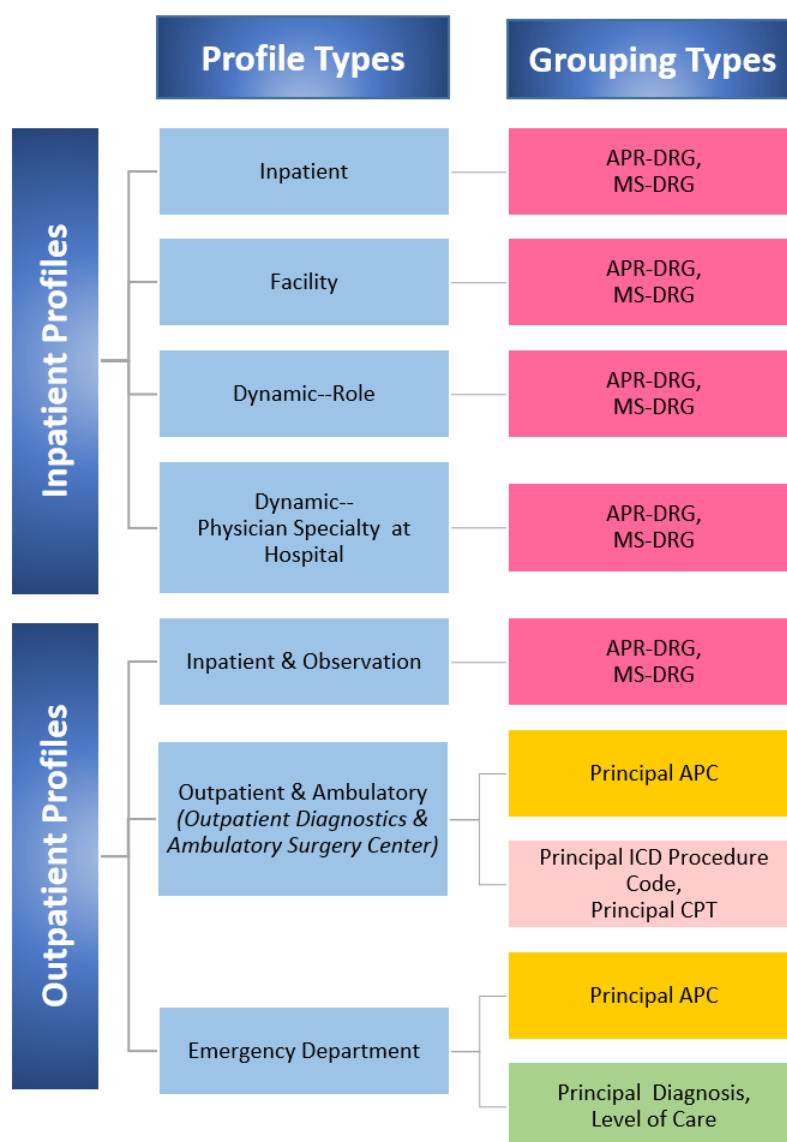 Profile Types
Grouping Types
Inpatient Profiles
Inpatient
APR-DRG,
MS-DRG
Facility
APR-DRG,
MS-DRG
Dynamic--Role
APR-DRG,
MS-DRG
Dynamic--
Physician Specialty at
Hospital
APR-DRG,
MS-DRG
Outpatient Profiles
Inpatient & Observation
APR-DRG,
MS-DRG
Outpatient & Ambulatory
(Outpatient Diagnostics &
Ambulatory Surgery Center)
Principal APC
Principal ICD Procedure
Code,
Principal CPT
Emergency Department
Principal APC
Principal Diagnosis,
Level of Care